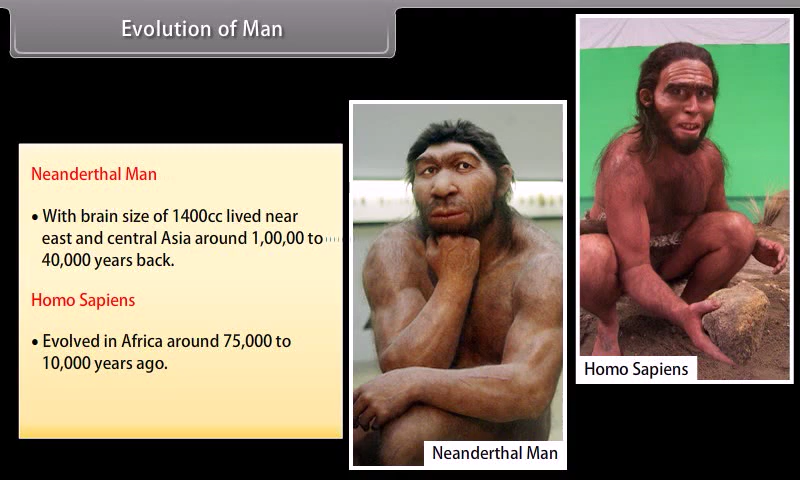 Evolution of Man
Neanderthal Man
• With brain size of 1400cc lived near
east and central Asia around 1,00,00 to
40,000 years back.
Homo Sapiens
• Evolved in Africa around 75,000 to
10,000 years ago.
Neanderthal Man
Homo Sapiens